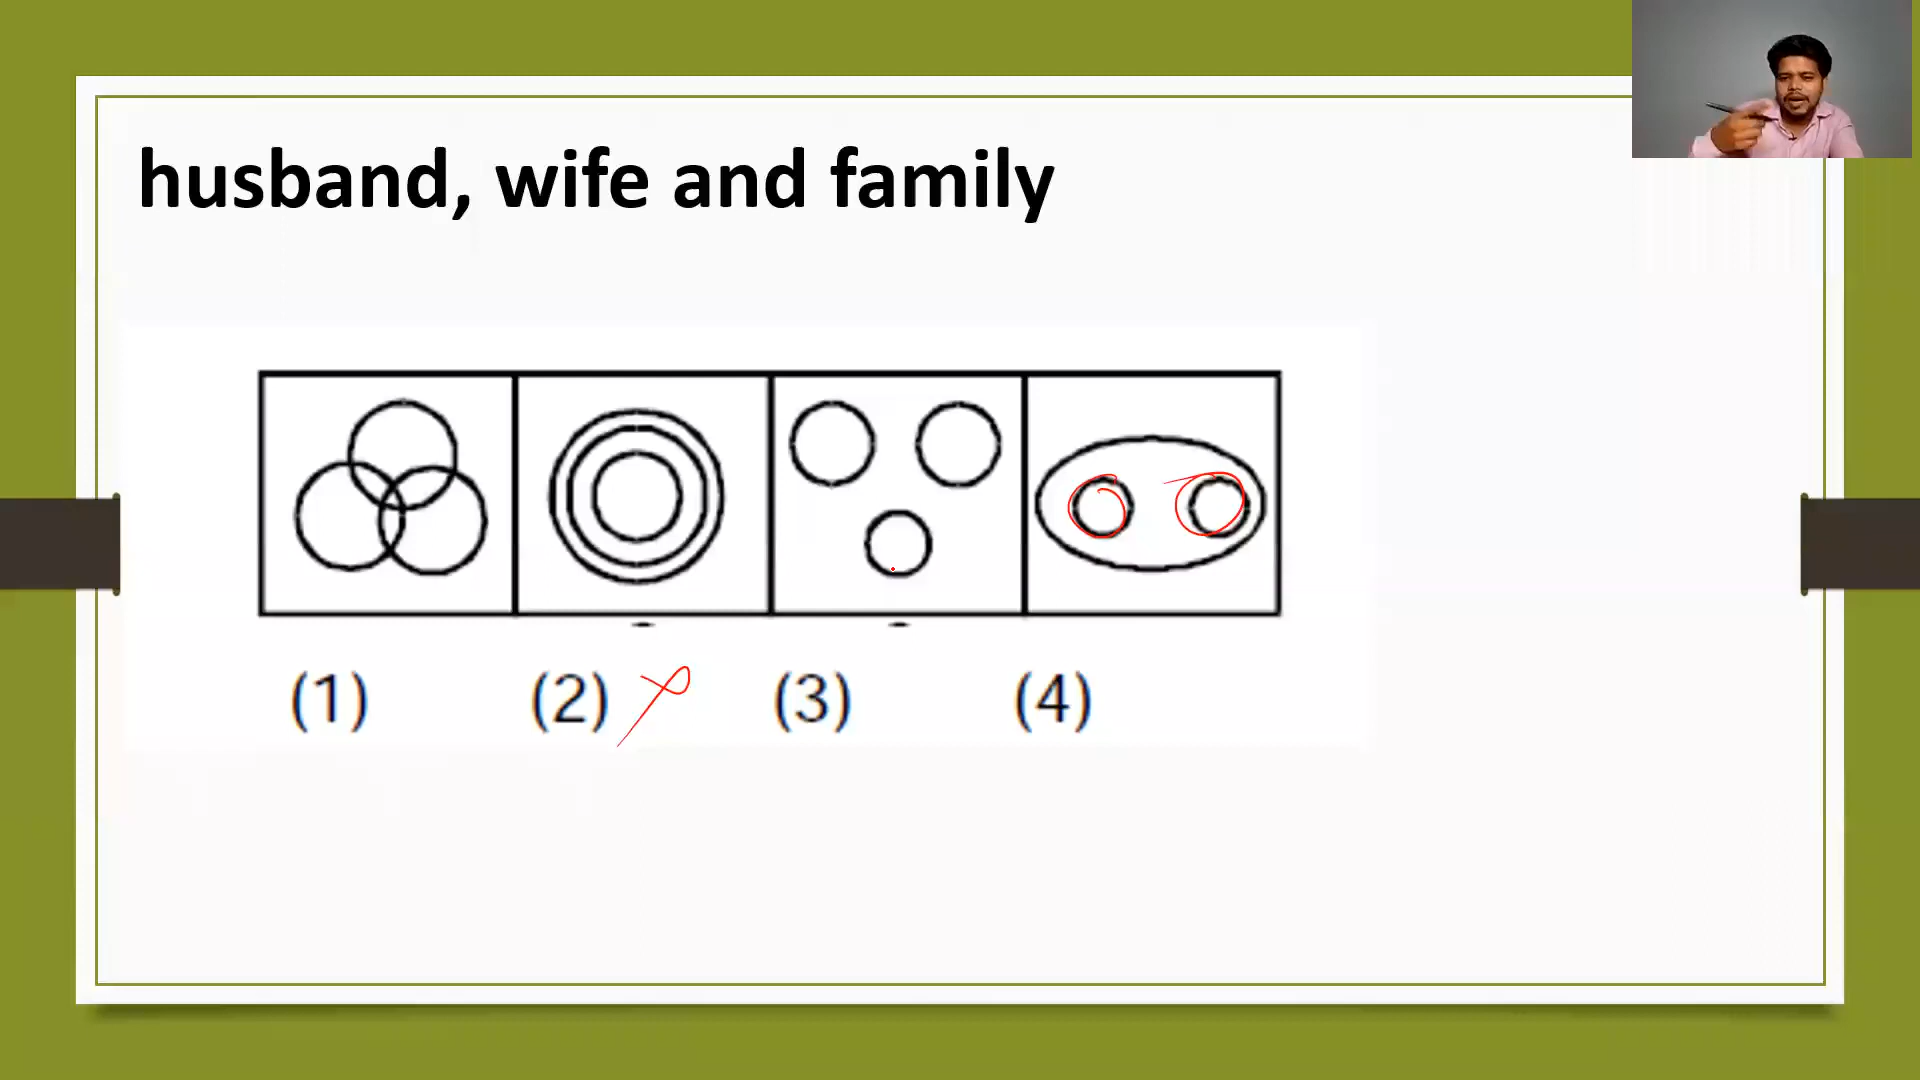 husband, wife and family
(1) (2) (3) (4)